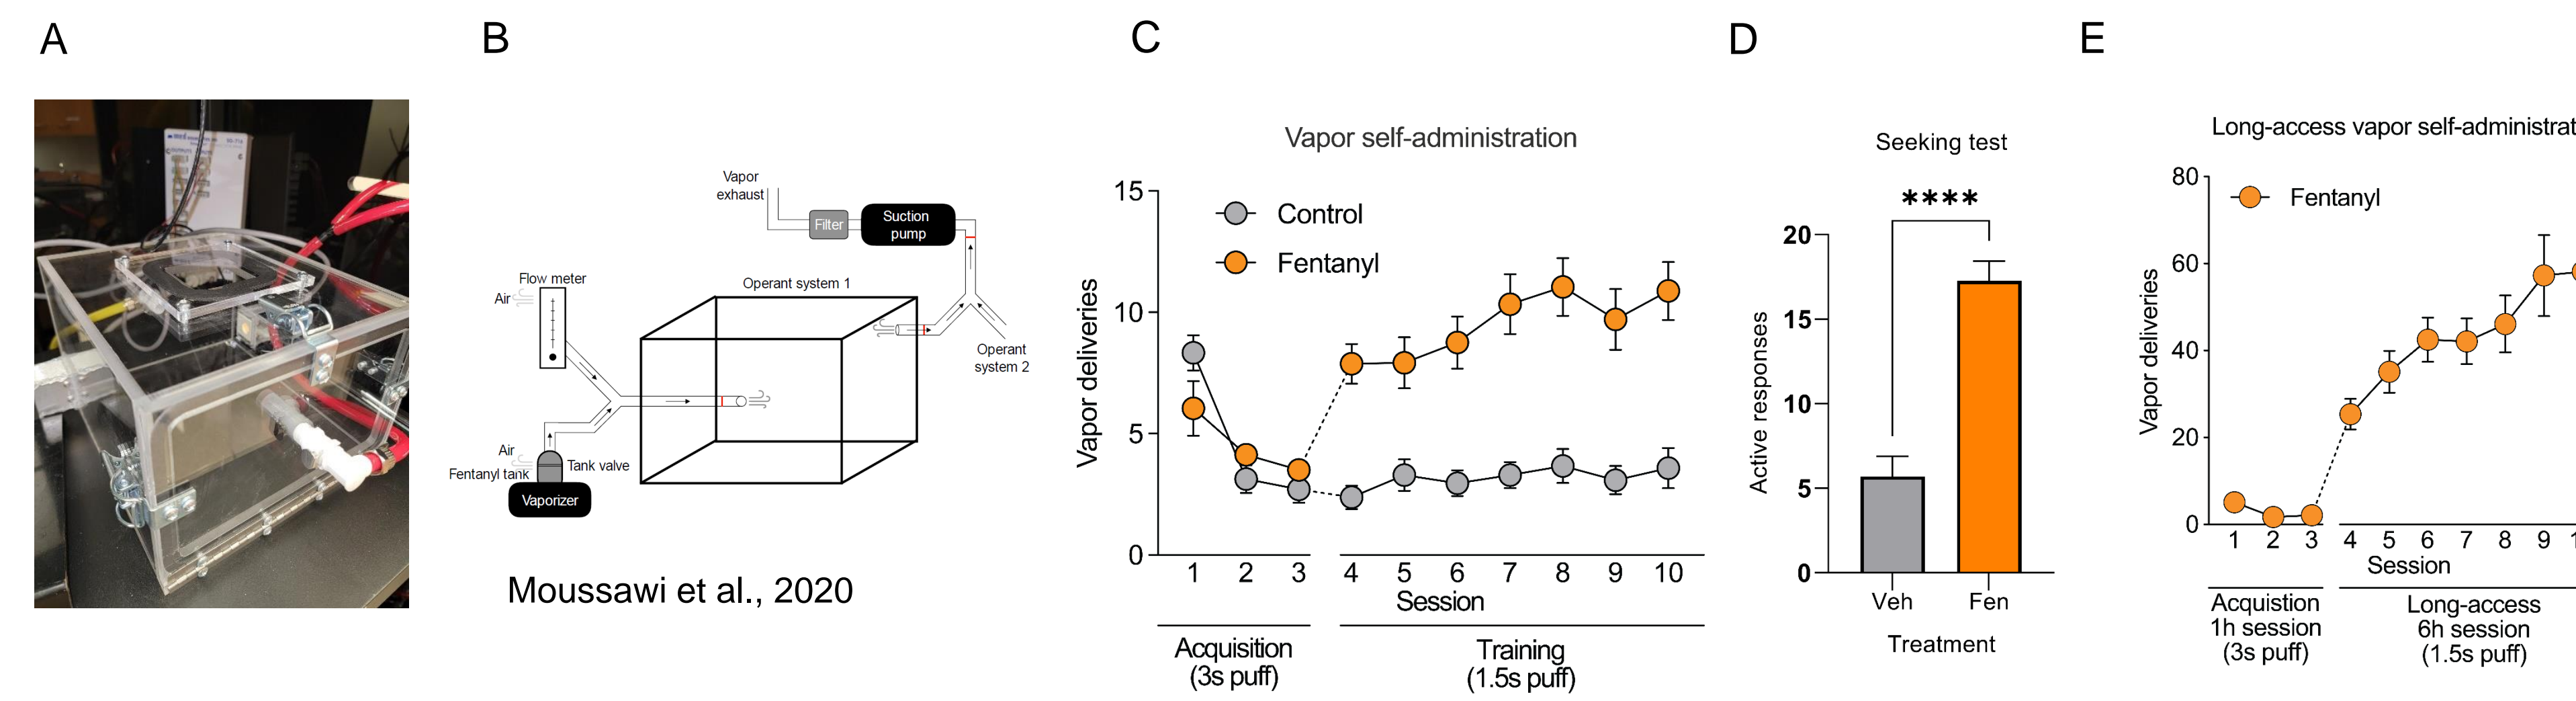 A
B
Vapor
exhaust
Filter
Suction
pump
Flow meter
Air
Operant system 1
Operant
system 2
Air
Fentanyl tank
Tank valve
Vaporizer
Moussawi et al., 2020
C
Vapor self-administration
Vapor deliveries
15
10
5
0
Control
Fentanyl
1 2 3 4 5 6 7 8 9 10
Session
Acquisition
(3s puff)
Training
(1.5s puff)
D
Seeking test
****
Active responses
20
15
10
5
0
Veh Fen
Treatment
E
Long-access vapor self-administrat
Vapor deliveries
80
60
40
20
0
Fentanyl
1 2 3 4 5 6 7 8 9 1
Session
Acquistion
1h session
(3s puff)
Long-access
6h session
(1.5s puff)